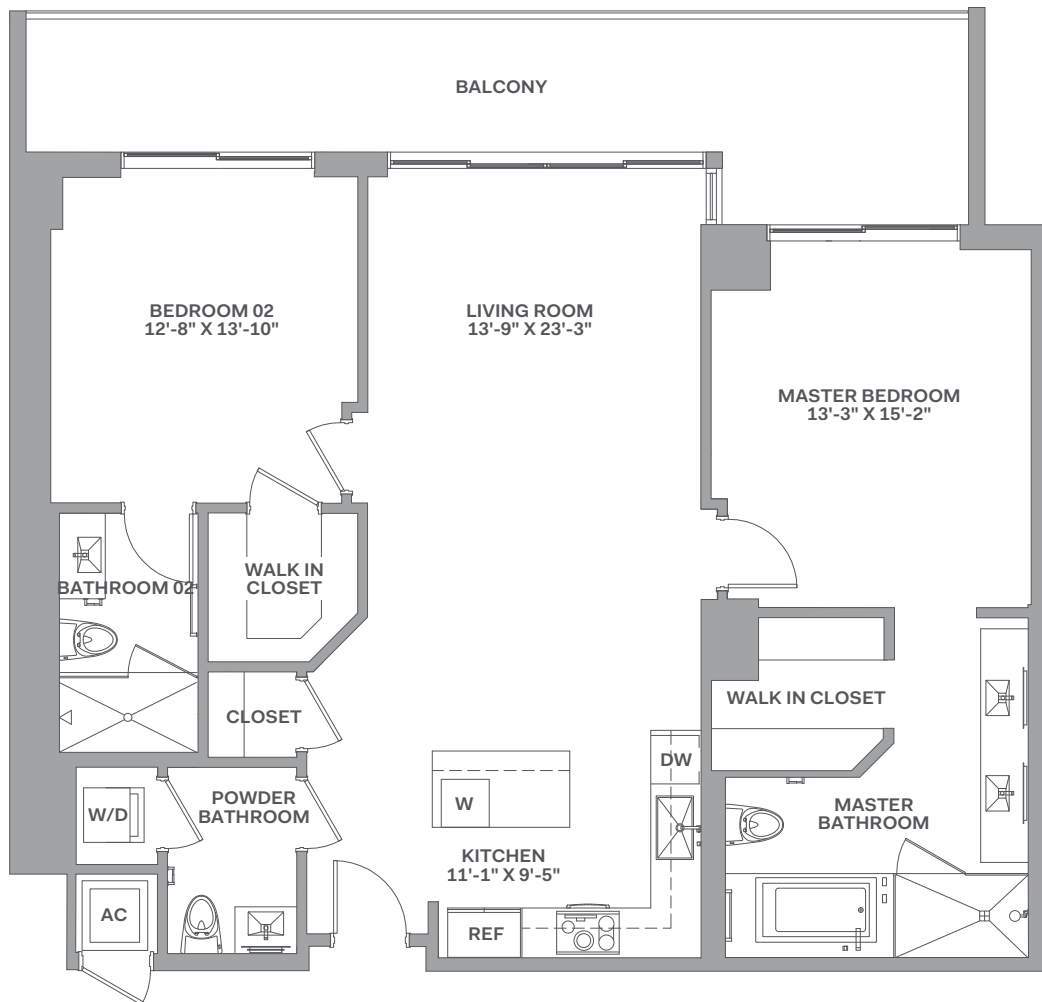 BALCONY
BEDROOM 02
12'-8" X 13'-10"
LIVING ROOM
13'-9" X 23'-3"
MASTER BEDROOM
13'-3" X 15'-2"
WALK IN
CLOSET
BATHROOM 02
CLOSET
WALK IN CLOSET
DW
W
W/D
POWDER
BATHROOM
MASTER
BATHROOM
KITCHEN
11'-1" X 9'-5"
AC
REF